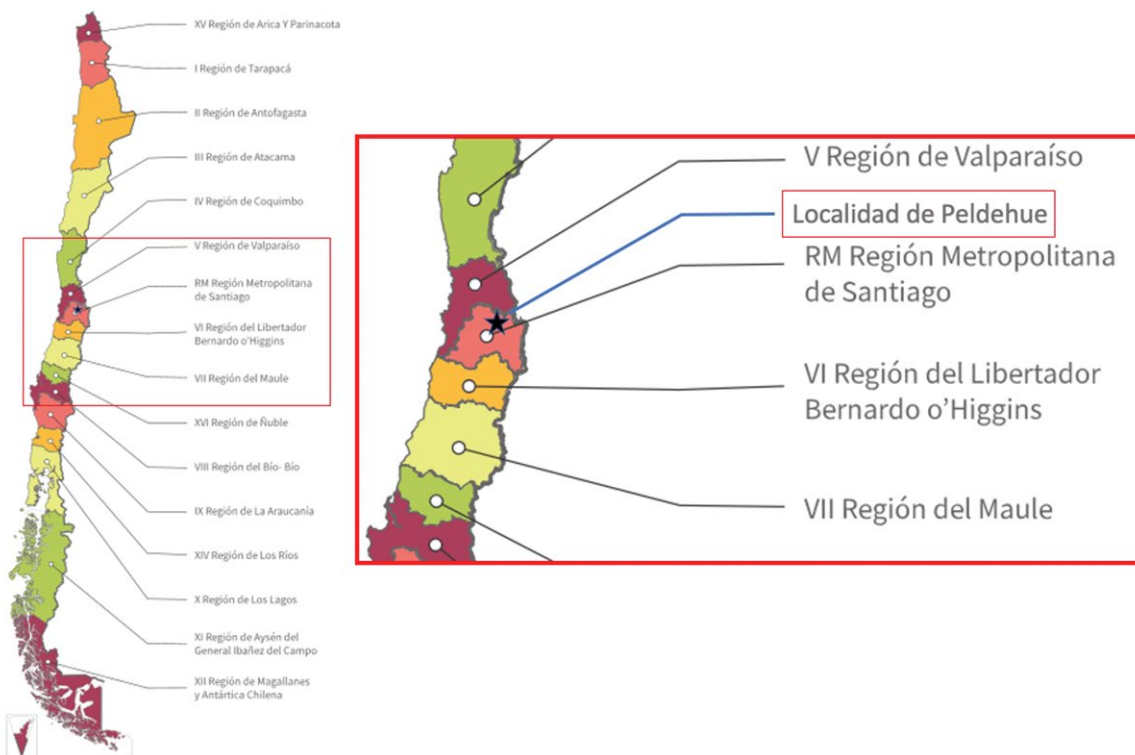 XV Región de Arica Y Parinacota
I Región de Tarapacá
II Región de Antofagasta
III Región de Atacama
IV Región de Coquimbo
V Región de Valparaíso
RM Región Metropolitana
de Santiago
VI Región del Libertador
Bernardo o'Higgins
VII Región del Maule
XVI Región de Ñuble
VIII Región del Bío- Bío
IX Región de La Araucanía
XIV Región de Los Ríos
X Región de Los Lagos
XI Región de Aysén del
General Ibañez del Campo
XII Región de Magallanes
y Antártica Chilena
V Región de Valparaíso
Localidad de Peldehue
RM Región Metropolitana
de Santiago
VI Región del Libertador
Bernardo o'Higgins
VII Región del Maule